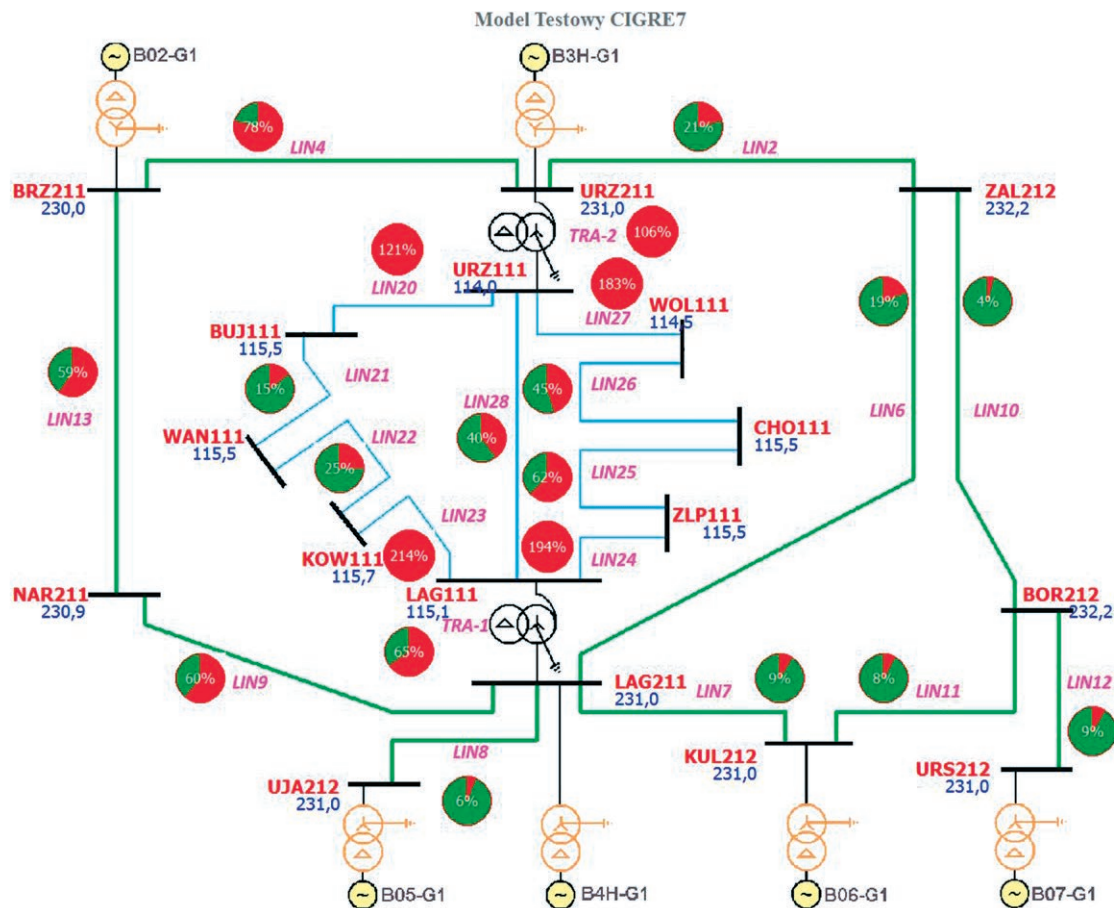 Model Testowy CIGRE7
B02-G1
B3H-G1
78%
LIN4
21%
LIN2
BRZ211
230,0
URZ211
231,0
ZAL212
232,2
TRA-2
106%
121%
LIN20
URZ111
114,0
183%
LIN27
WOL111
114,5
19%
4%
BUJ111
115,5
LIN21
15%
59%
LIN13
LIN28
45%
LIN26
LIN6
LIN10
WAN111
115,5
LIN22
25%
40%
CHO111
115,5
62%
LIN25
LIN23
ZLP111
115,5
KOW111
115,7
214%
194%
LIN24
LAG111
115,1
NAR211
230,9
BOR212
232,2
TRA-1
65%
60%
LIN9
LAG211
231,0
LIN7
9%
8%
LIN11
LIN12
9%
LIN8
KUL212
231,0
URS212
231,0
UJA212
231,0
6%
B05-G1
B4H-G1
B06-G1
B07-G1